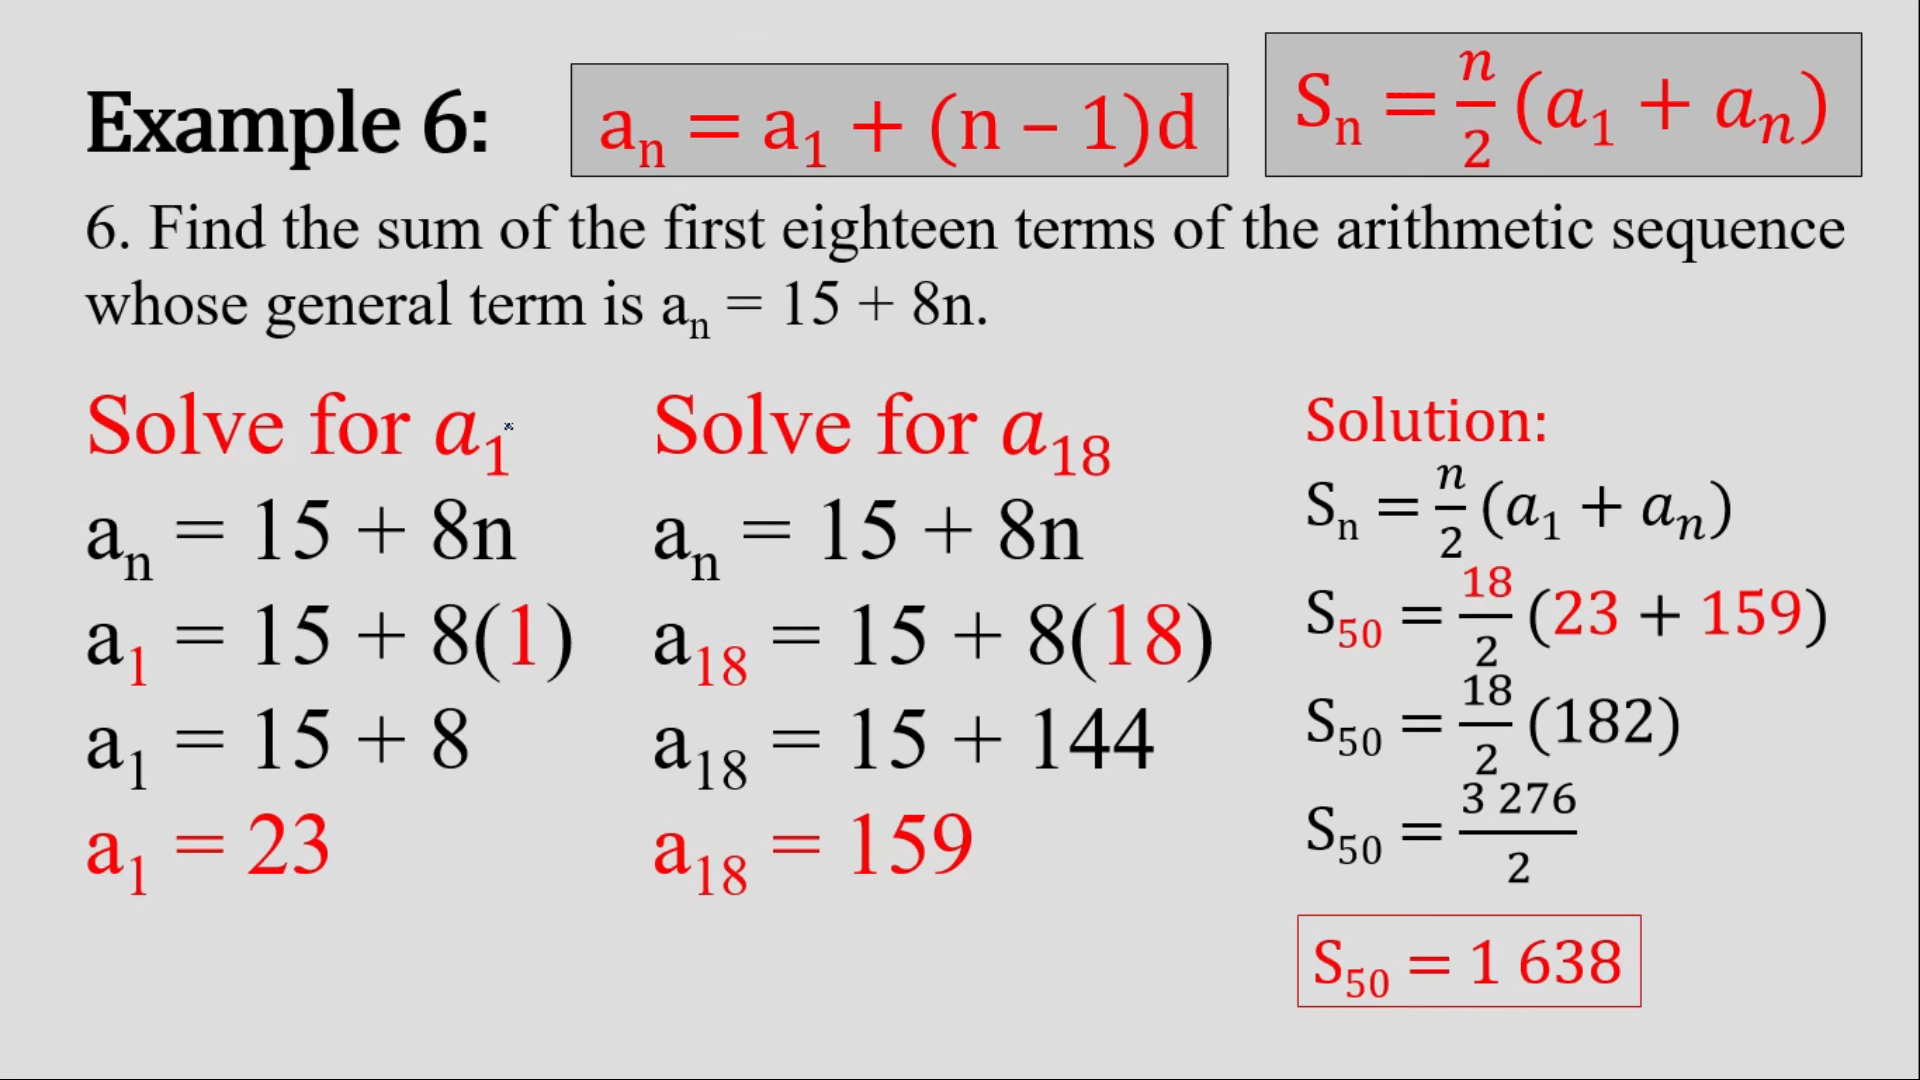 Example 6:
aₙ = a₁ + (n – 1)d
Sₙ = n/2 (a₁ + aₙ)
6. Find the sum of the first eighteen terms of the arithmetic sequence
whose general term is aₙ = 15 + 8n.
Solve for a₁
aₙ = 15 + 8n
a₁ = 15 + 8(1)
a₁ = 15 + 8
a₁ = 23
Solve for a₁₈
aₙ = 15 + 8n
a₁₈ = 15 + 8(18)
a₁₈ = 15 + 144
a₁₈ = 159
Solution:
Sₙ = n/2 (a₁ + aₙ)
S₅₀ = 18/2 (23 + 159)
S₅₀ = 18/2 (182)
S₅₀ = 3 276/2
S₅₀ = 1 638